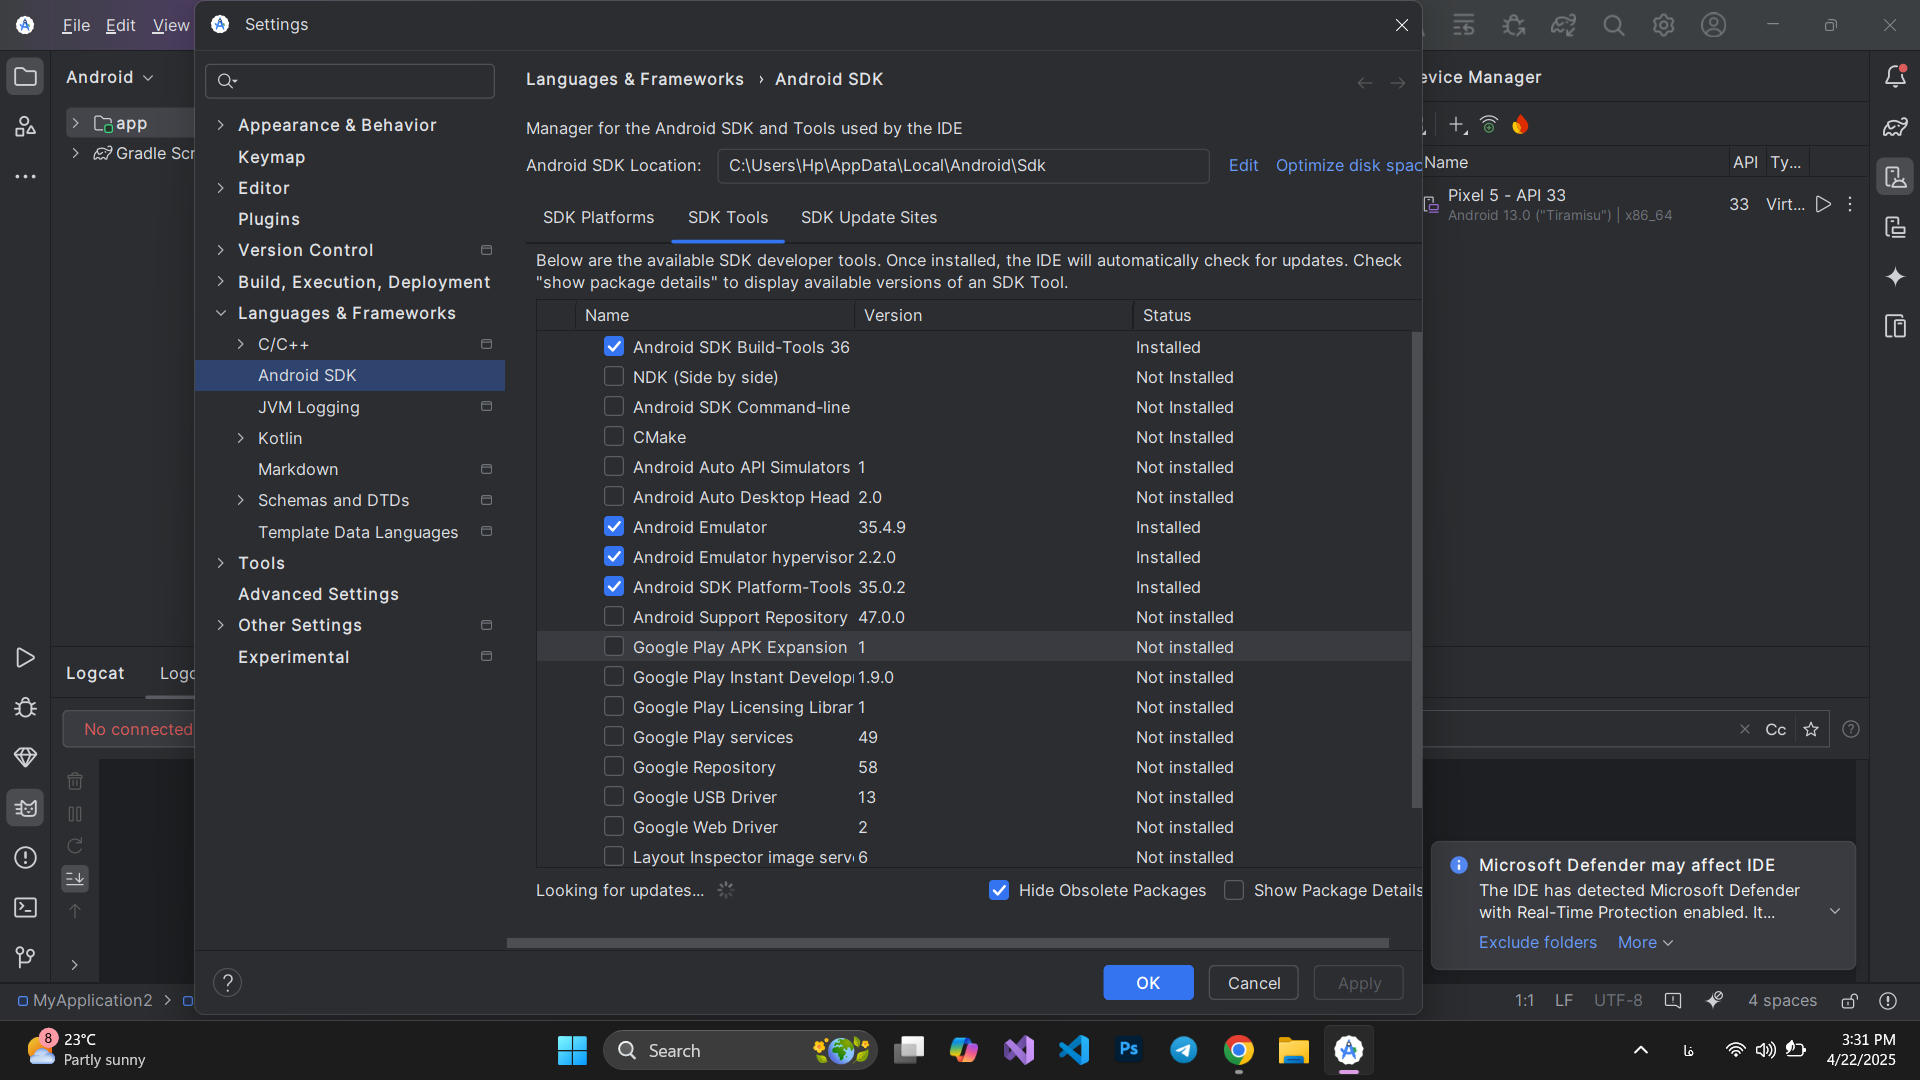 File Edit View
Settings
Android
app
Gradle Scr
Appearance & Behavior
Keymap
Editor
Plugins
Version Control
Build, Execution, Deployment
Languages & Frameworks
C/C++
Android SDK
JVM Logging
Kotlin
Markdown
Schemas and DTDs
Template Data Languages
Tools
Advanced Settings
Other Settings
Experimental
Languages & Frameworks › Android SDK
Manager for the Android SDK and Tools used by the IDE
Android SDK Location: C:\Users\Hp\AppData\Local\Android\Sdk Edit Optimize disk spac
SDK Platforms SDK Tools SDK Update Sites
Below are the available SDK developer tools. Once installed, the IDE will automatically check for updates. Check
"show package details" to display available versions of an SDK Tool.
Name Version Status
Android SDK Build-Tools 36 Installed
NDK (Side by side) Not Installed
Android SDK Command-line Not Installed
CMake Not Installed
Android Auto API Simulators 1 Not installed
Android Auto Desktop Head 2.0 Not installed
Android Emulator 35.4.9 Installed
Android Emulator hypervisor 2.2.0 Installed
Android SDK Platform-Tools 35.0.2 Installed
Android Support Repository 47.0.0 Not installed
Google Play APK Expansion 1 Not installed
Google Play Instant Develop 1.9.0 Not installed
Google Play Licensing Librar 1 Not installed
Google Play services 49 Not installed
Google Repository 58 Not installed
Google USB Driver 13 Not installed
Google Web Driver 2 Not installed
Layout Inspector image serv 6 Not installed
Looking for updates... Hide Obsolete Packages Show Package Details
? OK Cancel Apply
evice Manager
Name API Ty...
Pixel 5 - API 33
Android 13.0 ("Tiramisu") | x86_64
33 Virt...
Logcat Logc
No connected
Cc
Microsoft Defender may affect IDE
The IDE has detected Microsoft Defender
with Real-Time Protection enabled. It...
Exclude folders More
MyApplication2
1:1 LF UTF-8 4 spaces
8
23°C
Partly sunny
Search
Ps
فا
3:31 PM
4/22/2025